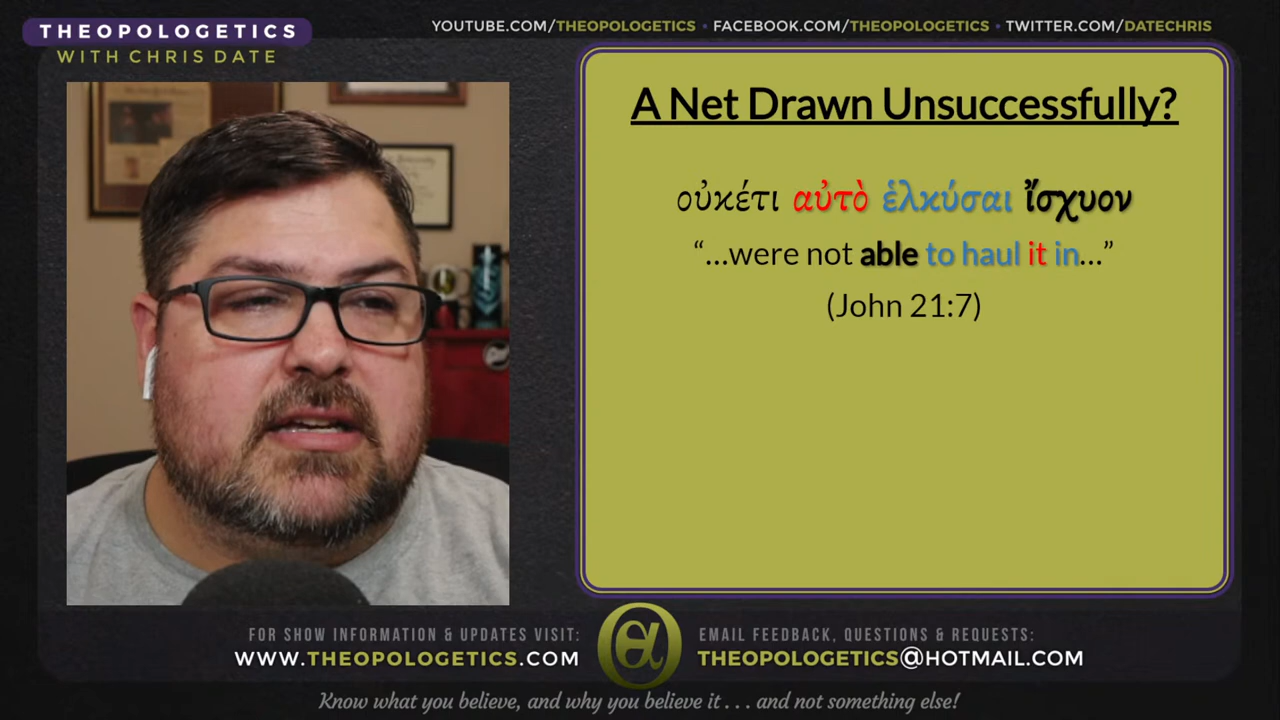 THEOPOLOGETICS
WITH CHRIS DATE
YOUTUBE.COM/THEOPOLOGETICS • FACEBOOK.COM/THEOPOLOGETICS • TWITTER.COM/DATECHRIS
A Net Drawn Unsuccessfully?
οὐκέτι αὐτὸ ἑλκύσαι ἴσχυον
“…were not able to haul it in…”
(John 21:7)
FOR SHOW INFORMATION & UPDATES VISIT:
WWW.THEOPOLOGETICS.COM
EMAIL FEEDBACK, QUESTIONS & REQUESTS:
THEOPOLOGETICS@HOTMAIL.COM
Know what you believe, and why you believe it . . . and not something else!